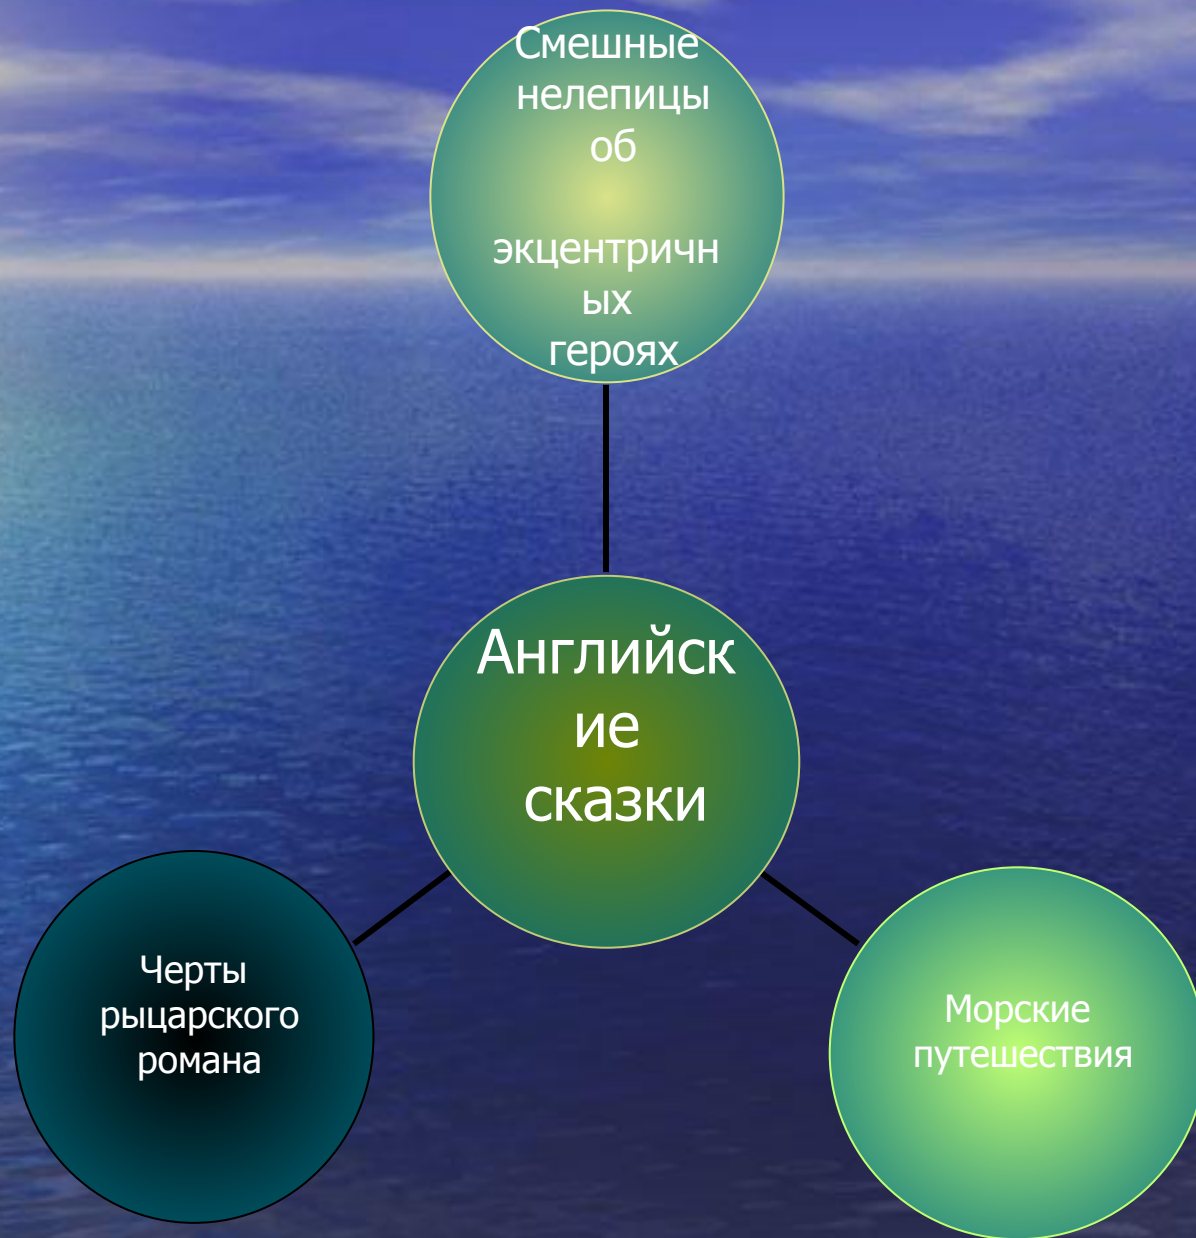 Смешные
нелепицы
об
экцентричн
ых
героях
Английск
ие
сказки
Черты
рыцарского
романа
Морские
путешествия